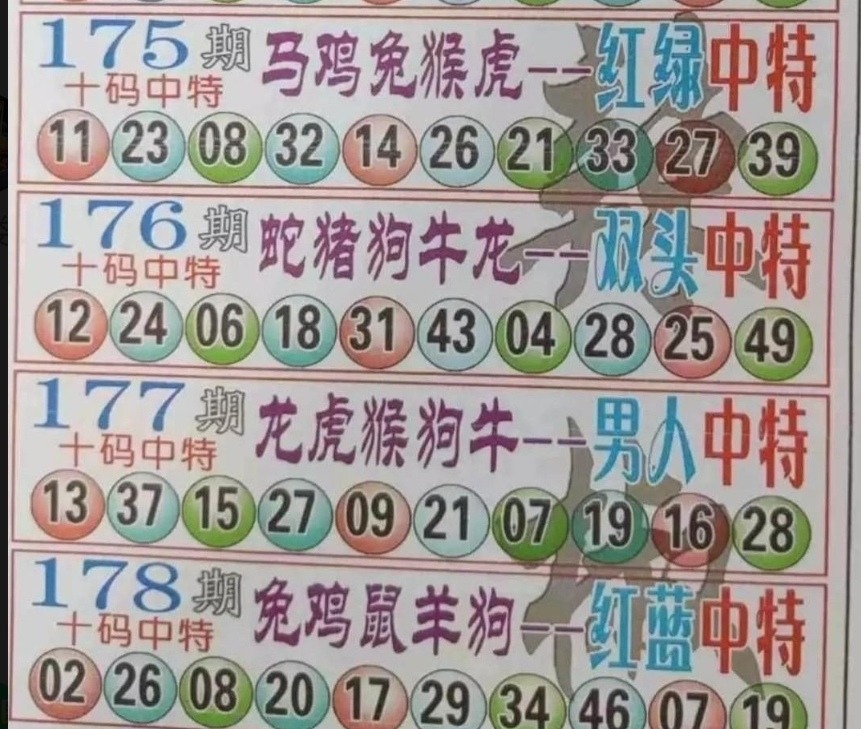 175期 马鸡兔猴虎--红绿中特
十码中特
11 23 08 32 14 26 21 33 27 39
176期 蛇猪狗牛龙--双头中特
十码中特
12 24 06 18 31 43 04 28 25 49
177期 龙虎猴狗牛--男人中特
十码中特
13 37 15 27 09 21 07 19 16 28
178期 兔鸡鼠羊狗--红蓝中特
十码中特
02 26 08 20 17 29 34 46 07 19